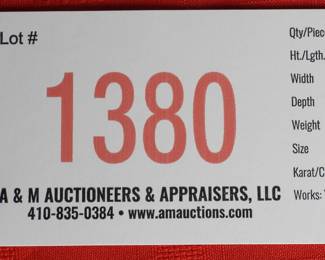 Lot #
1380
A & M AUCTIONEERS & APPRAISERS, LLC
410-835-0384 • www.amauctions.com
Qty/Piec
Ht./Lgth.
Width
Depth
Weight
Size
Karat/C
Works: